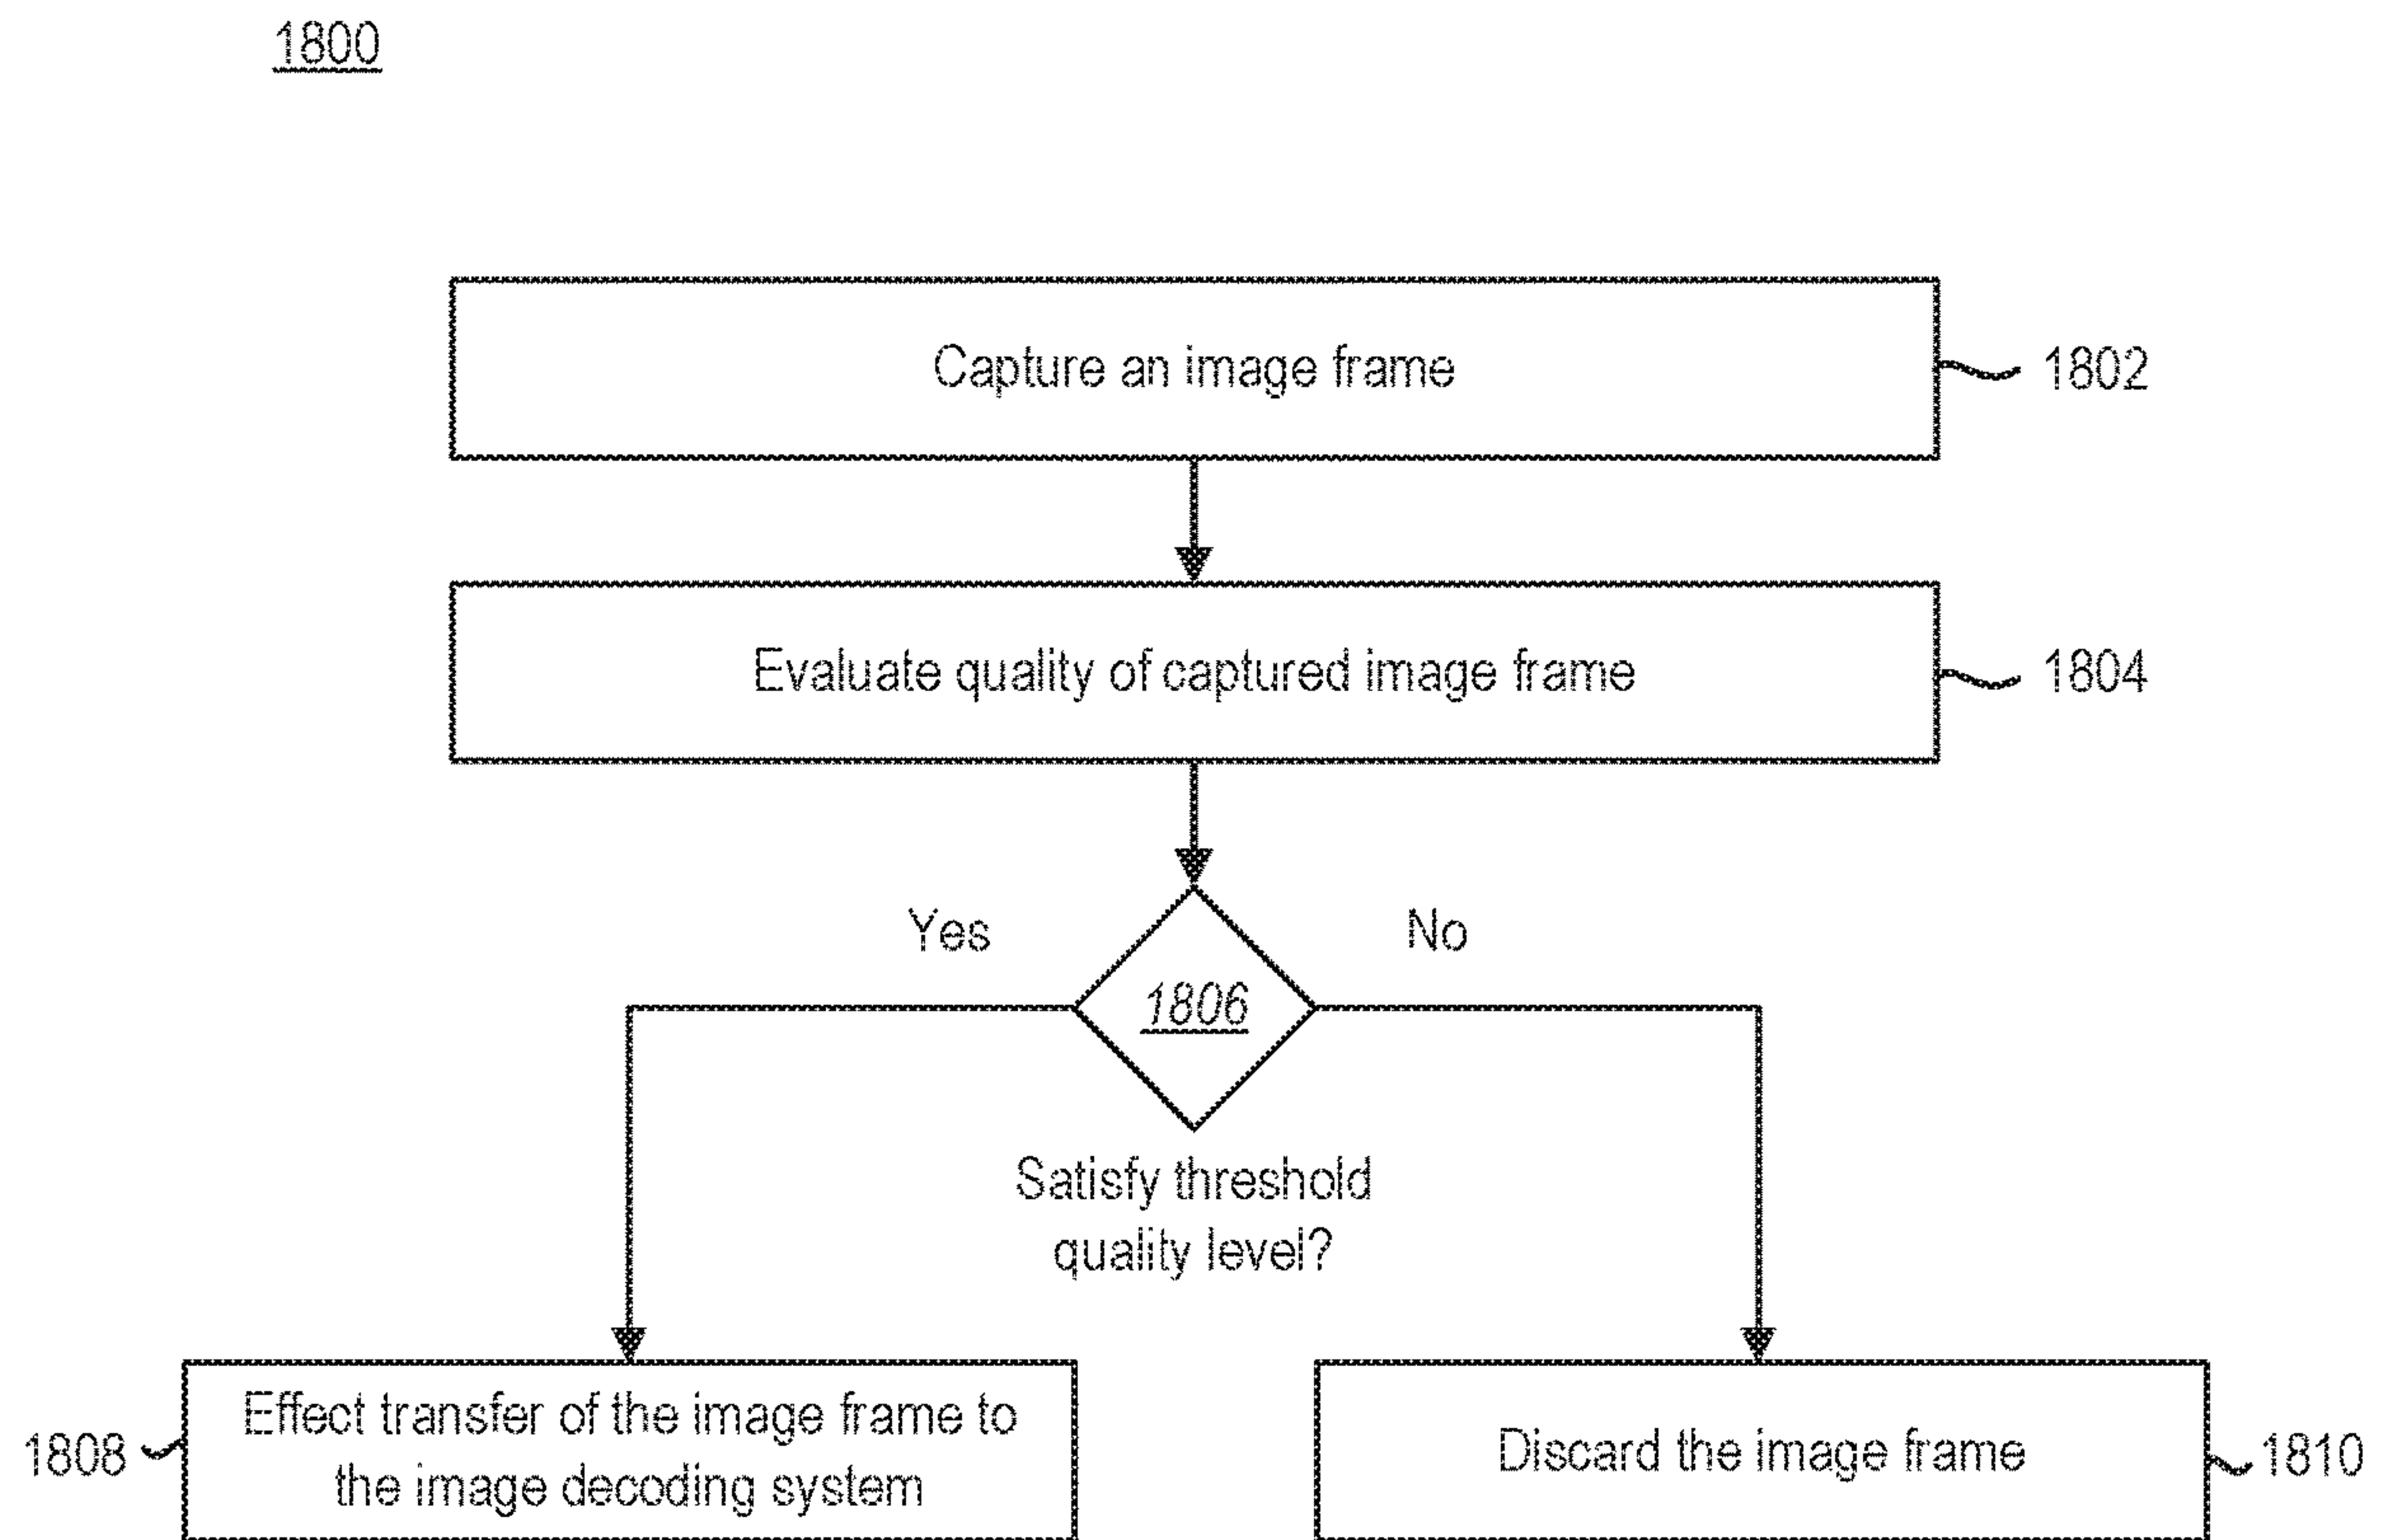 1800
Capture an image frame
1802
Evaluate quality of captured image frame
1804
Yes
No
1806
Satisfy threshold
quality level?
Effect transfer of the image frame to
the image decoding system
1808
Discard the image frame
1810